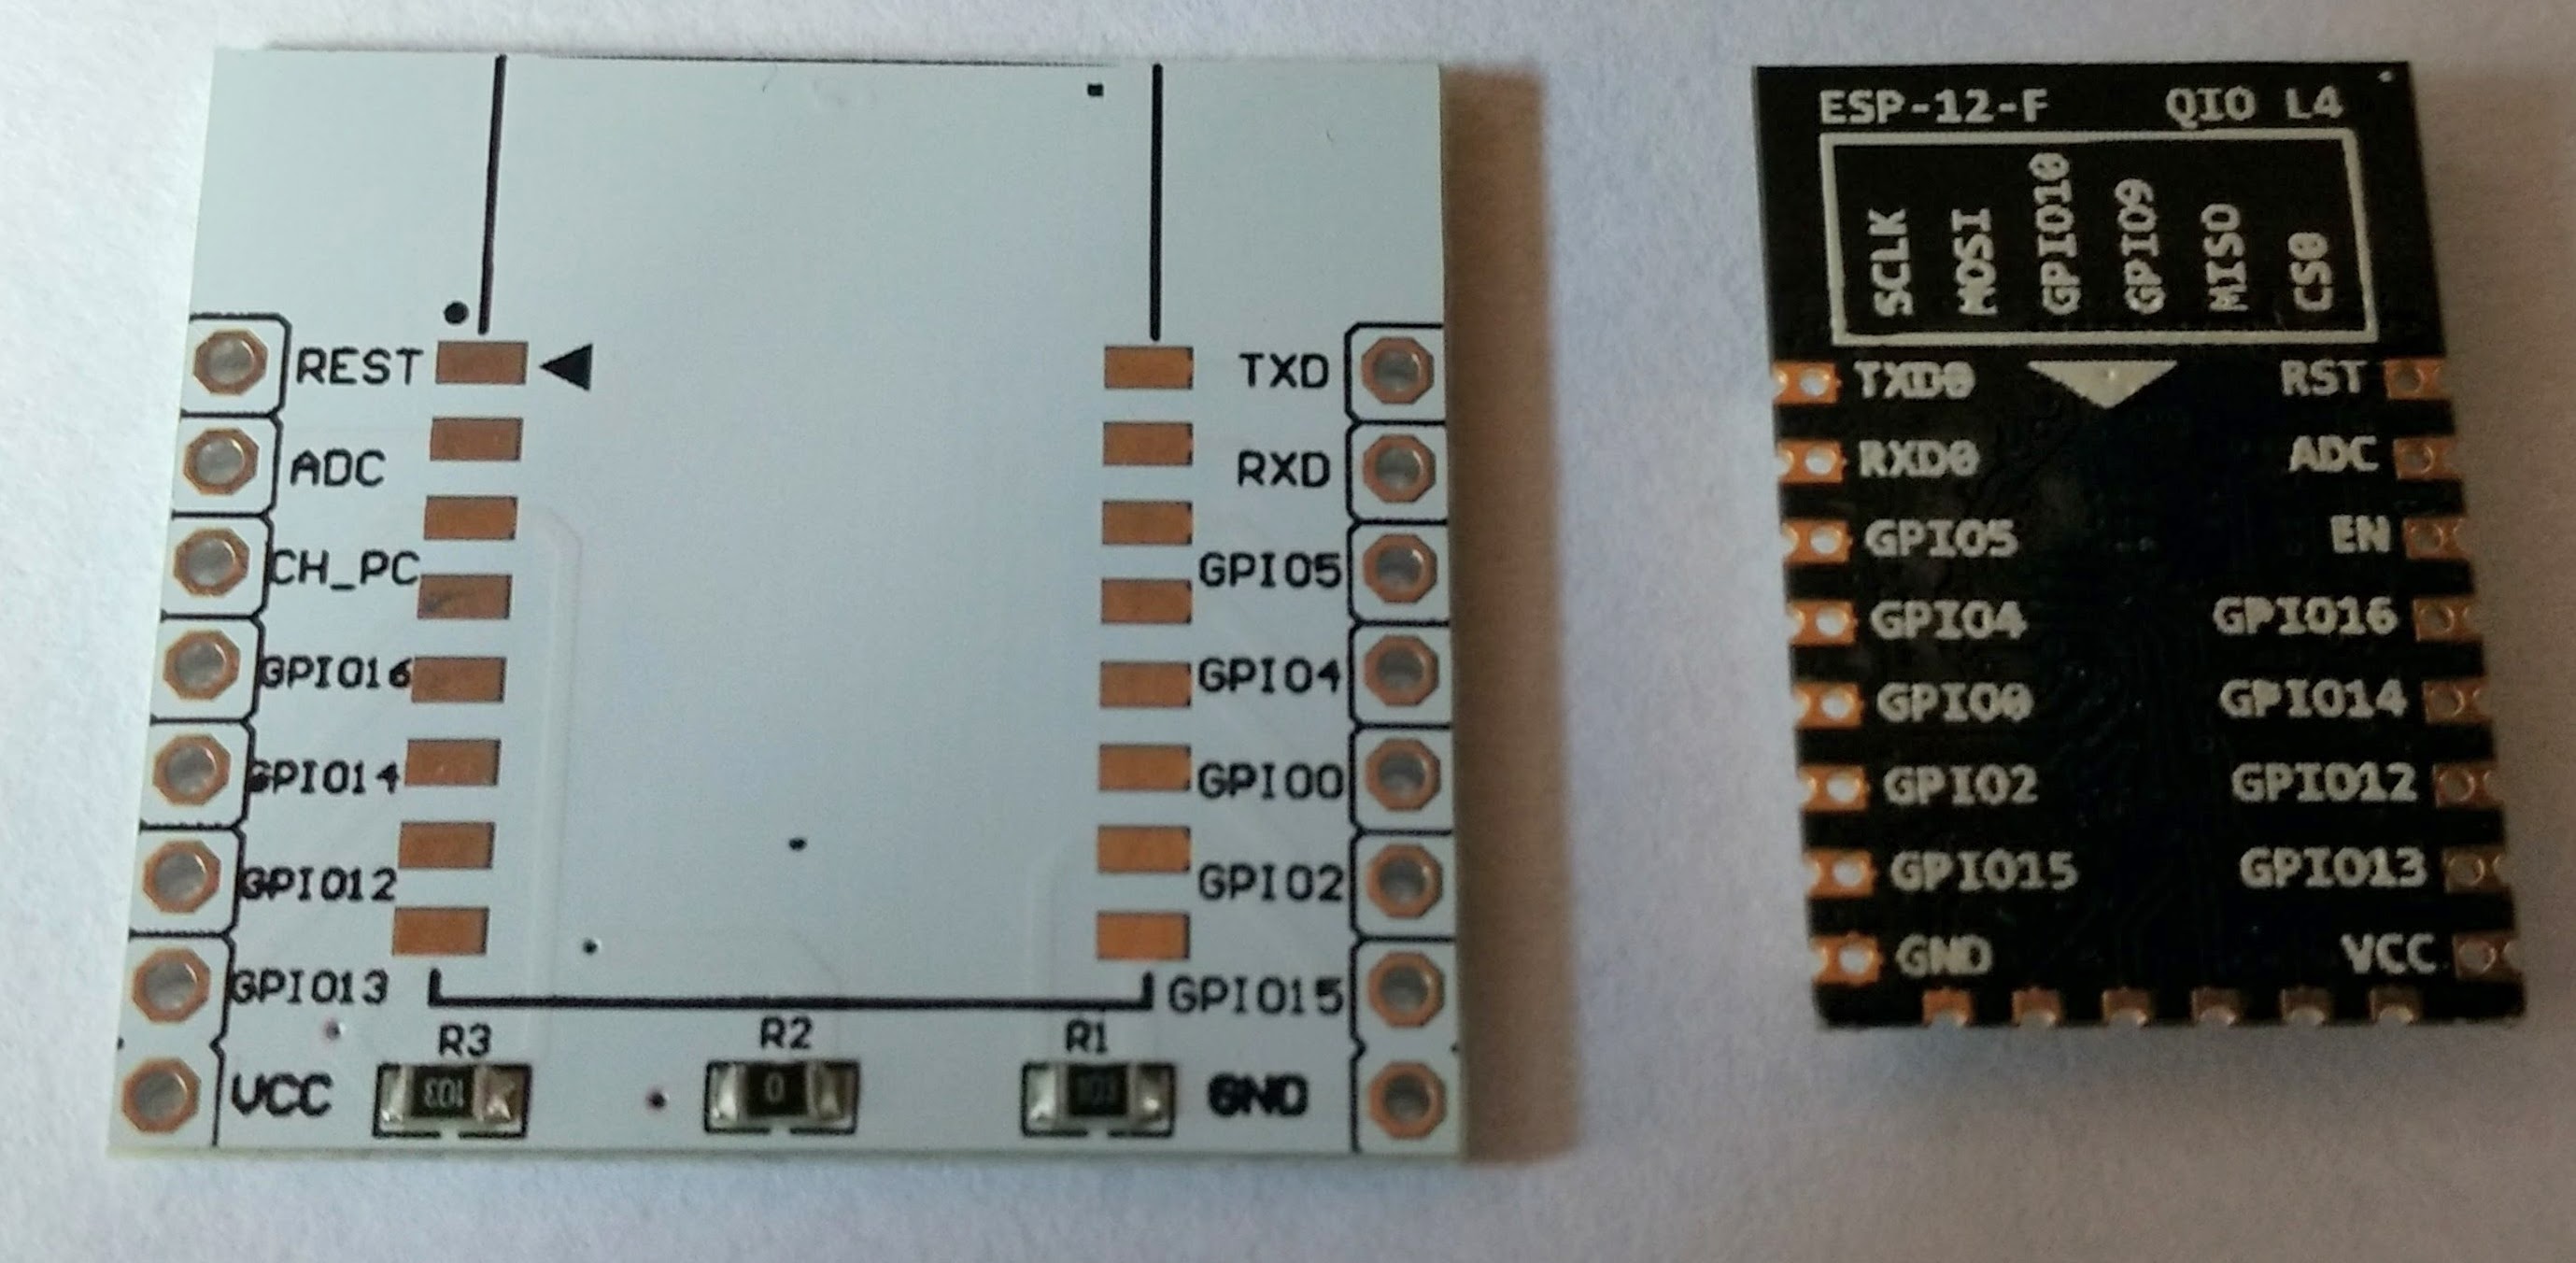 REST
ADC
CH_PC
GPIO16
GPIO14
GPIO12
GPIO13
VCC
TXD
RXD
GPIO5
GPIO4
GPIO0
GPIO2
GPIO15
GND
R3
R2
R1
103
0
ESP-12-F QIO L4
SCLK
MOSI
GPIO10
GPIO9
MISO
CS0
TXD0 RST
RXD0 ADC
GPIO5 EN
GPIO4 GPIO16
GPIO0 GPIO14
GPIO2 GPIO12
GPIO15 GPIO13
GND VCC